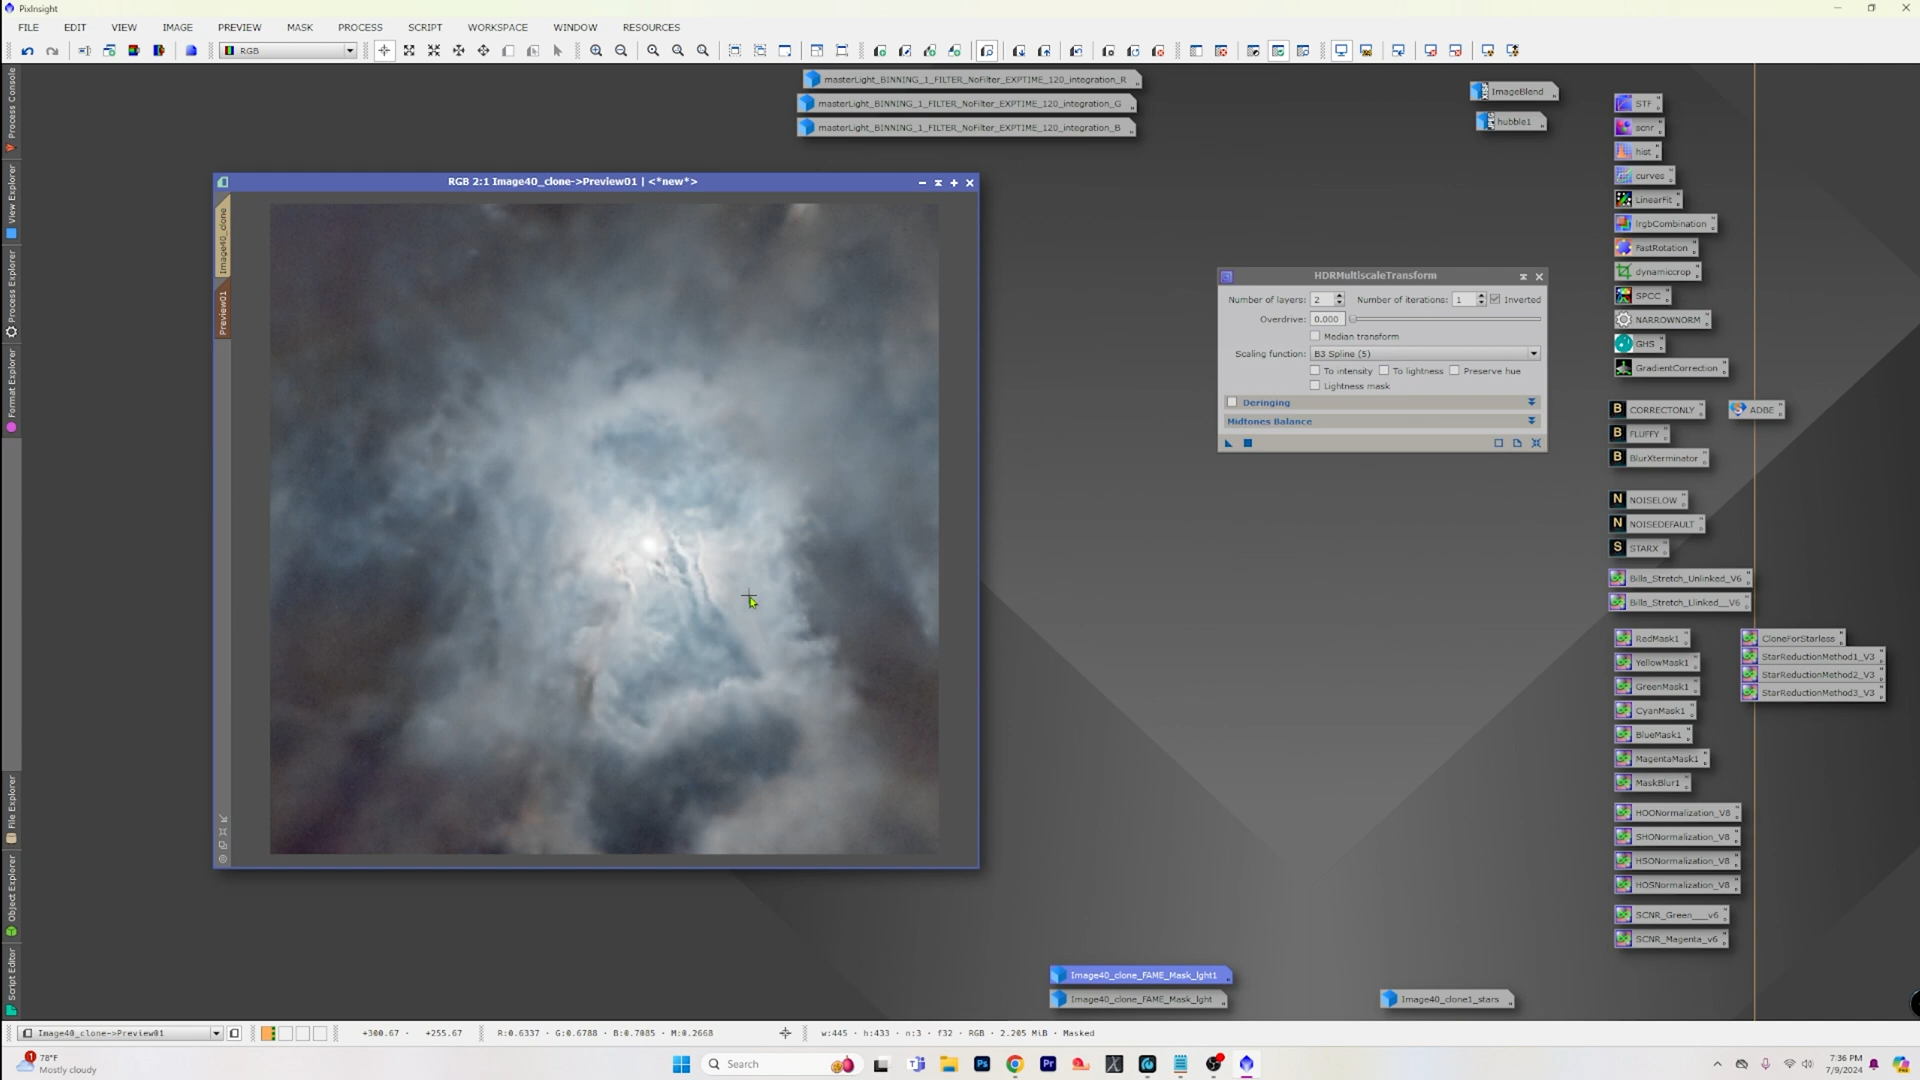 PixInsight
FILE EDIT VIEW IMAGE PREVIEW MASK PROCESS SCRIPT WORKSPACE WINDOW RESOURCES
RGB
Process Console
View Explorer
Process Explorer
Format Explorer
File Explorer
Object Explorer
Script Editor
masterLight_BINNING_1_FILTER_NoFilter_EXPTIME_120_integration_R
masterLight_BINNING_1_FILTER_NoFilter_EXPTIME_120_integration_G
masterLight_BINNING_1_FILTER_NoFilter_EXPTIME_120_integration_B
ImageBlend
hubble1
RGB 2:1 Image40_clone->Preview01 | <*new*>
Image40_clone
Preview01
HDRMultiscaleTransform
Number of layers: 2 Number of iterations: 1 Inverted
Overdrive: 0.000
Median transform
Scaling function: B3 Spline (5)
To intensity To lightness Preserve hue
Lightness mask
Deringing
Midtones Balance
STF
scnr
hist
curves
LinearFit
lrgbCombination
FastRotation
dynamiccrop
SPCC
NARROWNORM
GHS
GradientCorrection
B CORRECTONLY
ADBE
B FLUFFY
B BlurXterminator
N NOISELOW
N NOISEDEFAULT
S STARX
Bills_Stretch_Unlinked_V6
Bills_Stretch_Llinked__V6
RedMask1
YellowMask1
GreenMask1
CyanMask1
BlueMask1
MagentaMask1
MaskBlur1
CloneForStarless
StarReductionMethod1_V3
StarReductionMethod2_V3
StarReductionMethod3_V3
HOONormalization_V8
SHONormalization_V8
HSONormalization_V8
HOSNormalization_V8
SCNR_Green___v6
SCNR_Magenta_v6
Image40_clone_FAME_Mask_lght1
Image40_clone_FAME_Mask_lght
Image40_clone1_stars
Image40_clone->Preview01 +300.67 · +255.67 R:0.6337 · G:0.6788 · B:0.7085 · M:0.2668 w:445 · h:433 · n:3 · f32 · RGB · 2.205 MiB · Masked
1
78°F
Mostly cloudy
Search
Ps
Pr
7:36 PM
7/9/2024